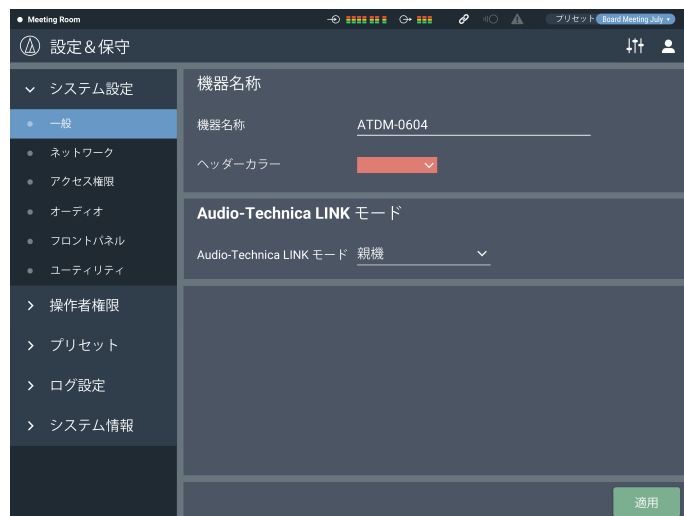 Meeting Room
プリセット Board Meeting July
設定＆保守
システム設定
一般
ネットワーク
アクセス権限
オーディオ
フロントパネル
ユーティリティ
操作者権限
プリセット
ログ設定
システム情報
機器名称
機器名称 ATDM-0604
ヘッダーカラー
Audio-Technica LINK モード
Audio-Technica LINK モード 親機
適用